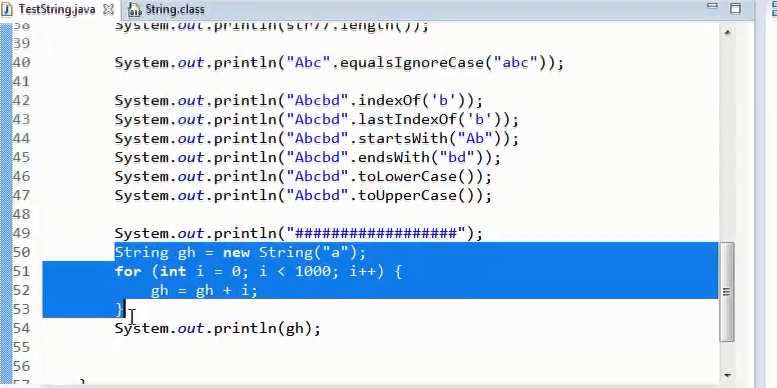 TestString.java String.class
38 System.out.println(str77.length());
39
40 System.out.println("Abc".equalsIgnoreCase("abc"));
41
42 System.out.println("Abcbd".indexOf('b'));
43 System.out.println("Abcbd".lastIndexOf('b'));
44 System.out.println("Abcbd".startsWith("Ab"));
45 System.out.println("Abcbd".endsWith("bd"));
46 System.out.println("Abcbd".toLowerCase());
47 System.out.println("Abcbd".toUpperCase());
48
49 System.out.println("##################");
50 String gh = new String("a");
51 for (int i = 0; i < 1000; i++) {
52 gh = gh + i;
53 }
54 System.out.println(gh);
55
56
57 }